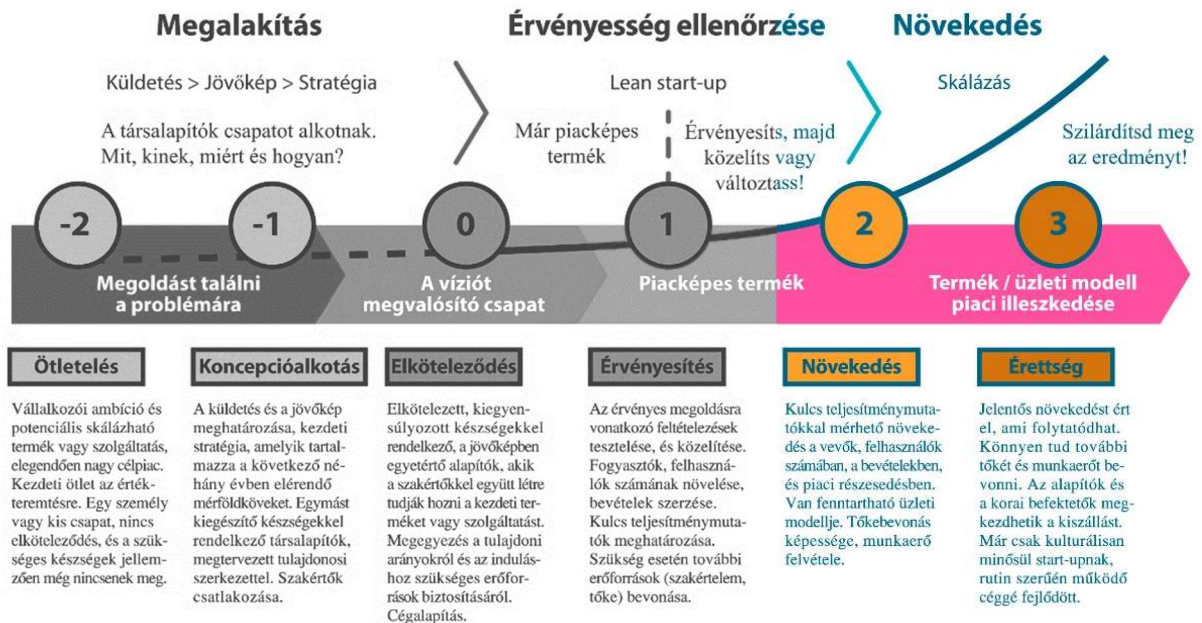 Megalakítás
Érvényesség ellenőrzése
Növekedés
Küldetés > Jövőkép > Stratégia
Lean start-up
Skálázás
A társalapítók csapatot alkotnak.
Mit, kinek, miért és hogyan?
Már piacképes
termék
Érvényesíts, majd
közelíts vagy
változtass!
Szilárdítsd meg
az eredményt!
-2
-1
0
1
2
3
Megoldást találni
a problémára
A víziót
megvalósító csapat
Piacképes termék
Termék / üzleti modell
piaci illeszkedése
Ötletelés
Vállalkozói ambíció és
potenciális skálázható
termék vagy szolgáltatás,
elegendően nagy célpiac.
Kezdeti ötlet az érték-
teremtésre. Egy személy
vagy kis csapat, nincs
elköteleződés, és a szük-
séges készségek jellem-
zően még nincsenek meg.
Koncepcióalkotás
A küldetés és a jövőkép
meghatározása, kezdeti
stratégia, amelyik tartal-
mazza a következő né-
hány évben elérendő
mérföldköveket. Egymást
kiegészítő készségekkel
rendelkező társalapítók,
megtervezett tulajdonosi
szerkezettel. Szakértők
csatlakozása.
Elköteleződés
Elkötelezett, kiegyen-
súlyozott készségekkel
rendelkező, a jövőképben
egyetértő alapítók, akik
a szakértőkkel együtt létre
tudják hozni a kezdeti ter-
méket vagy szolgáltatást.
Megegyezés a tulajdoni
arányokról és az indulás-
hoz szükséges erőfor-
rások biztosításáról.
Cégalapítás.
Érvényesítés
Az érvényes megoldásra
vonatkozó feltételezések
tesztelése, és közelítése.
Fogyasztók, felhaszná-
lók számának növelése,
bevételek szerzése.
Kulcs teljesítménymuta-
tók meghatározása.
Szükség esetén további
erőforrások (szakértelem,
tőke) bevonása.
Növekedés
Kulcs teljesítménymuta-
tókkal mérhető növeke-
dés a vevők, felhasználók
számában, a bevételekben,
és piaci részesedésben.
Van fenntartható üzleti
modellje. Tőkebevonás
képessége, munkaerő
felvétele.
Érettség
Jelentős növekedést ért
el, ami folytatódhat.
Könnyen tud további
tőkét és munkaerőt be-
vonni. Az alapítók és
a korai befektetők meg-
kezdhetik a kiszállást.
Már csak kulturálisan
minősül start-upnak,
rutin szerűén működő
céggé fejlődött.